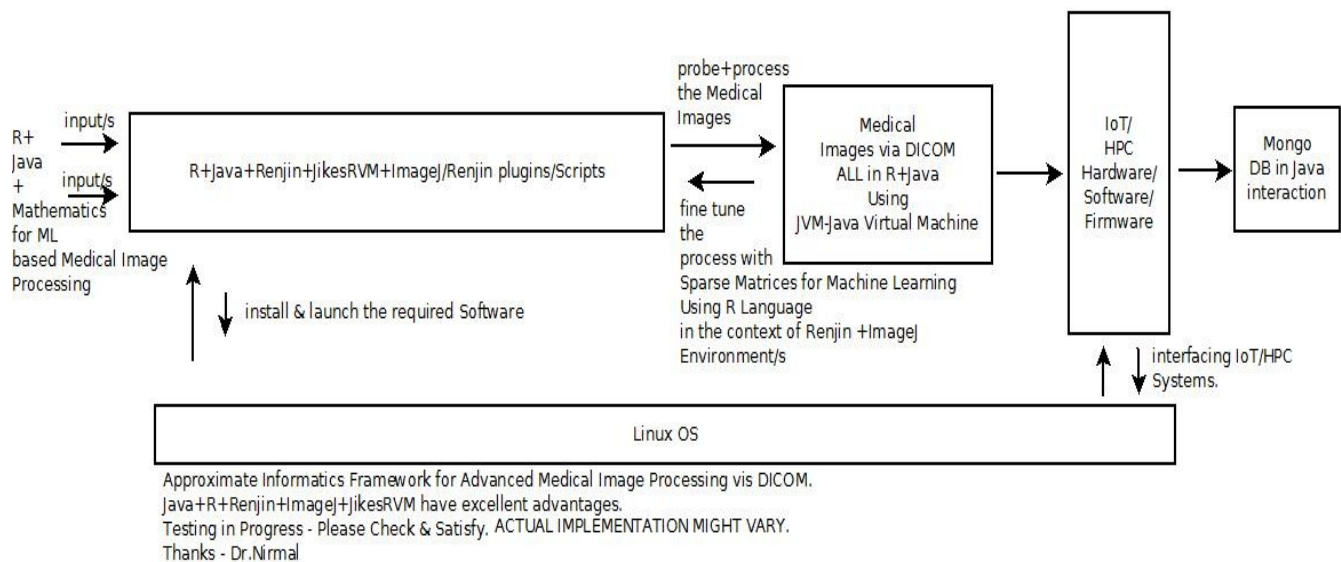 R+
Java
+
Mathematics
for ML
based Medical Image
Processing
input/s
input/s
R+Java+Renjin+JikesRVM+ImageJ/Renjin plugins/Scripts
install & launch the required Software
probe+process
the Medical
Images
fine tune
the
process with
Sparse Matrices for Machine Learning
Using R Language
in the context of Renjin +ImageJ
Environment/s
Medical
Images via DICOM
ALL in R+Java
Using
JVM-Java Virtual Machine
IoT/
HPC
Hardware/
Software/
Firmware
Mongo
DB in Java
interaction
interfacing IoT/HPC
Systems.
Linux OS
Approximate Informatics Framework for Advanced Medical Image Processing vis DICOM.
Java+R+Renjin+ImageJ+JikesRVM have excellent advantages.
Testing in Progress - Please Check & Satisfy. ACTUAL IMPLEMENTATION MIGHT VARY.
Thanks - Dr.Nirmal